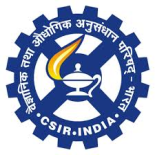 वैज्ञानिक तथा औद्योगिक अनुसंधान परिषद - भारत
• CSIR-INDIA •